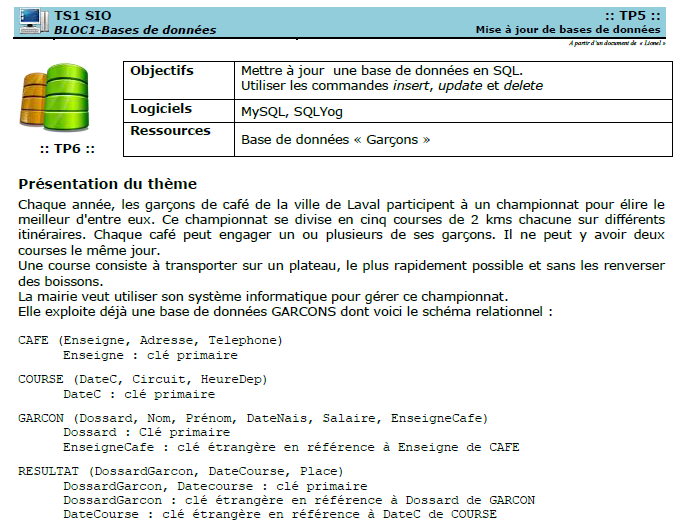 TS1 SIO
:: TP5 ::
BLOC1-Bases de données
Mise à jour de bases de données
A partir d'un document de « Lionel »
Objectifs
Mettre à jour une base de données en SQL.
Utiliser les commandes insert, update et delete
Logiciels
MySQL, SQLYog
Ressources
Base de données « Garçons »
:: TP6 ::
Présentation du thème
Chaque année, les garçons de café de la ville de Laval participent à un championnat pour élire le
meilleur d'entre eux. Ce championnat se divise en cinq courses de 2 kms chacune sur différents
itinéraires. Chaque café peut engager un ou plusieurs de ses garçons. Il ne peut y avoir deux
courses le même jour.
Une course consiste à transporter sur un plateau, le plus rapidement possible et sans les renverser
des boissons.
La mairie veut utiliser son système informatique pour gérer ce championnat.
Elle exploite déjà une base de données GARCONS dont voici le schéma relationnel :
CAFE (Enseigne, Adresse, Telephone)
Enseigne : clé primaire
COURSE (DateC, Circuit, HeureDep)
DateC : clé primaire
GARCON (Dossard, Nom, Prénom, DateNais, Salaire, EnseigneCafe)
Dossard : Clé primaire
EnseigneCafe : clé étrangère en référence à Enseigne de CAFE
RESULTAT (DossardGarcon, DateCourse, Place)
DossardGarcon, Datecourse : clé primaire
DossardGarcon : clé étrangère en référence à Dossard de GARCON
DateCourse : clé étrangère en référence à DateC de COURSE